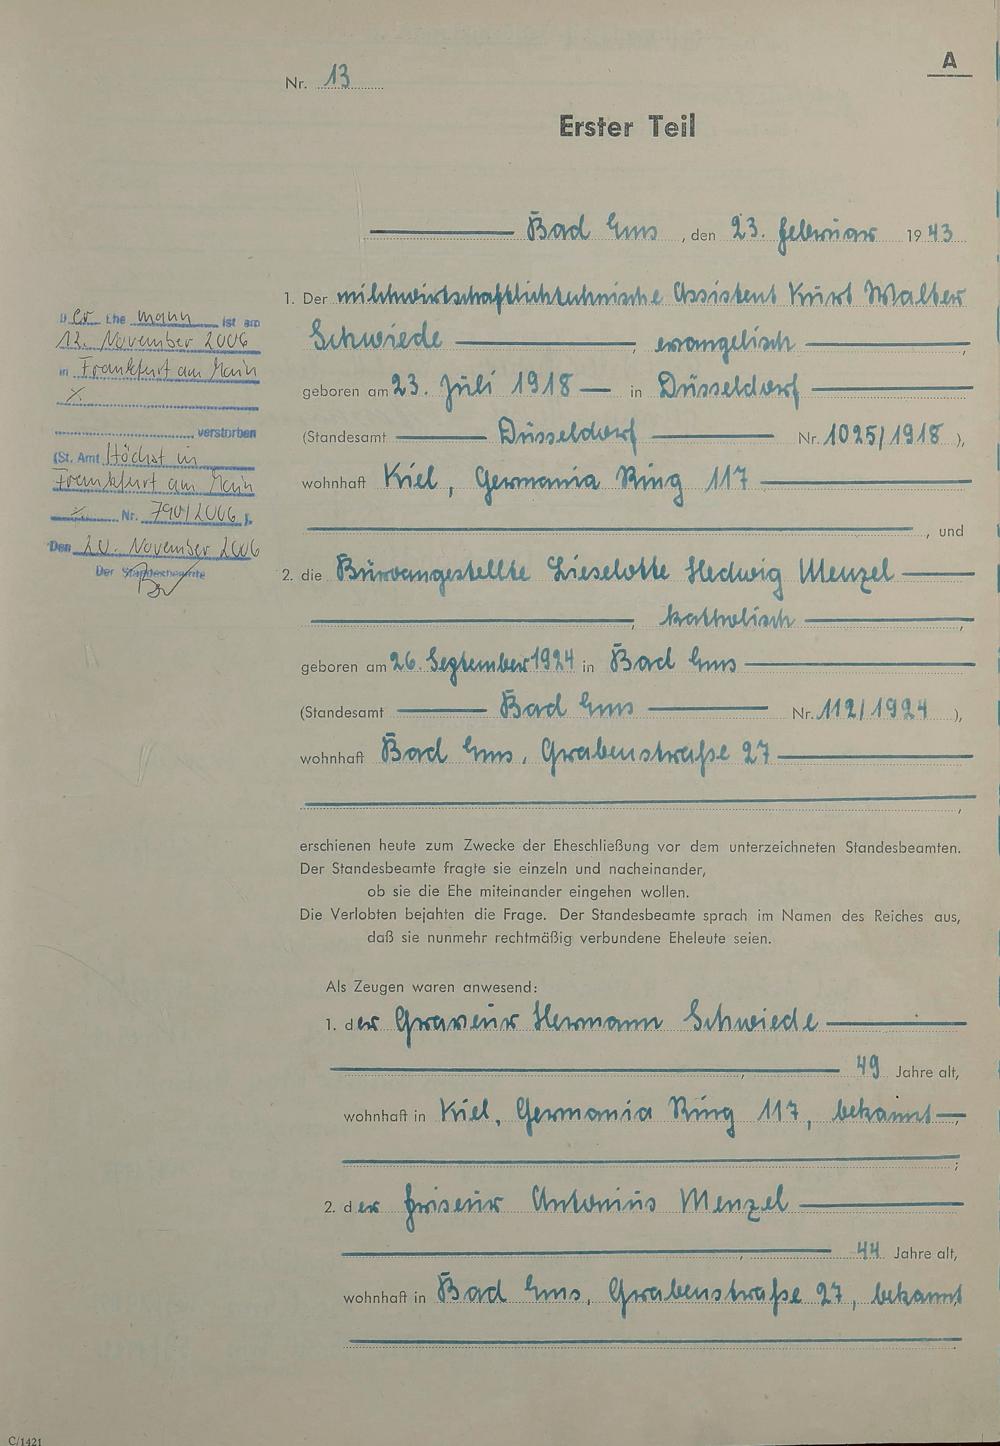 A
Nr. 13
Erster Teil
Bad Ems, den 23. Februar 1943
1. Der milchwirtschaftlichtechnische Assistent Kurt Walter
Schwiede, evangelisch,
geboren am 23. Juli 1918 in Düsseldorf
(Standesamt Düsseldorf Nr. 1025/1918),
wohnhaft Kiel, Germania Ring 117
, und
2. die Büroangestellte Lieselotte Hedwig Menzel
, katholisch,
geboren am 26. September 1924 in Bad Ems
(Standesamt Bad Ems Nr. 112/1924),
wohnhaft Bad Ems, Grabenstraße 27
,
erschienen heute zum Zwecke der Eheschließung vor dem unterzeichneten Standesbeamten.
Der Standesbeamte fragte sie einzeln und nacheinander,
ob sie die Ehe miteinander eingehen wollen.
Die Verlobten bejahten die Frage. Der Standesbeamte sprach im Namen des Reiches aus,
daß sie nunmehr rechtmäßig verbundene Eheleute seien.
Als Zeugen waren anwesend:
1. der Graveur Hermann Schwiede
, 49 Jahre alt,
wohnhaft in Kiel, Germania Ring 117, bekannt,
;
2. der Friseur Antonius Menzel
, 44 Jahre alt,
wohnhaft in Bad Ems, Grabenstraße 27, bekannt
.
Der Ehemann ist am
12. November 2006
in Frankfurt am Main
verstorben
(St. Amt Höchst in
Frankfurt am Main
Nr. 790/2006).
Den 20. November 2006
Der Standesbeamte
C/1421